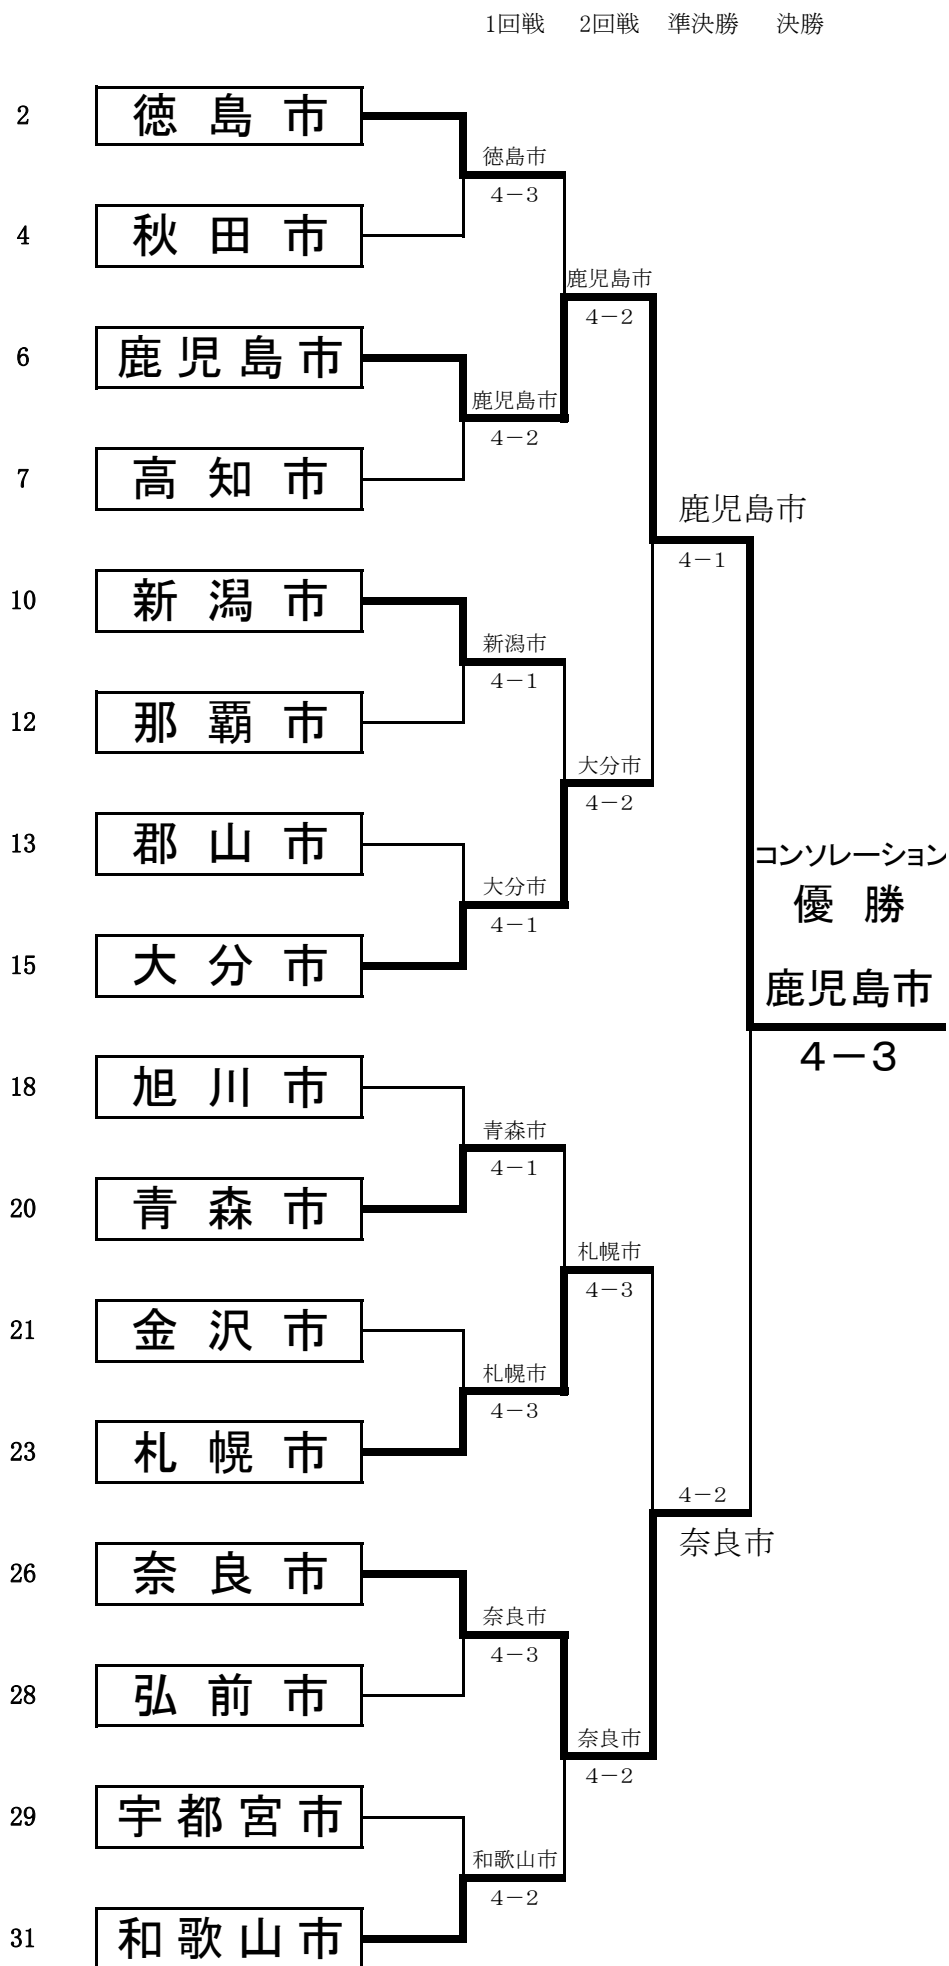 1回戦 2回戦 準決勝 決勝
2 徳島市
徳島市
4－3
4 秋田市
鹿児島市
4－2
6 鹿児島市
鹿児島市
4－2
7 高知市
鹿児島市
4－1
10 新潟市
新潟市
4－1
12 那覇市
大分市
4－2
13 郡山市
コンソレーション
優勝
大分市
4－1
15 大分市
鹿児島市
4－3
18 旭川市
青森市
4－1
20 青森市
札幌市
4－3
21 金沢市
札幌市
4－3
23 札幌市
4－2
奈良市
26 奈良市
奈良市
4－3
28 弘前市
奈良市
4－2
29 宇都宮市
和歌山市
4－2
31 和歌山市